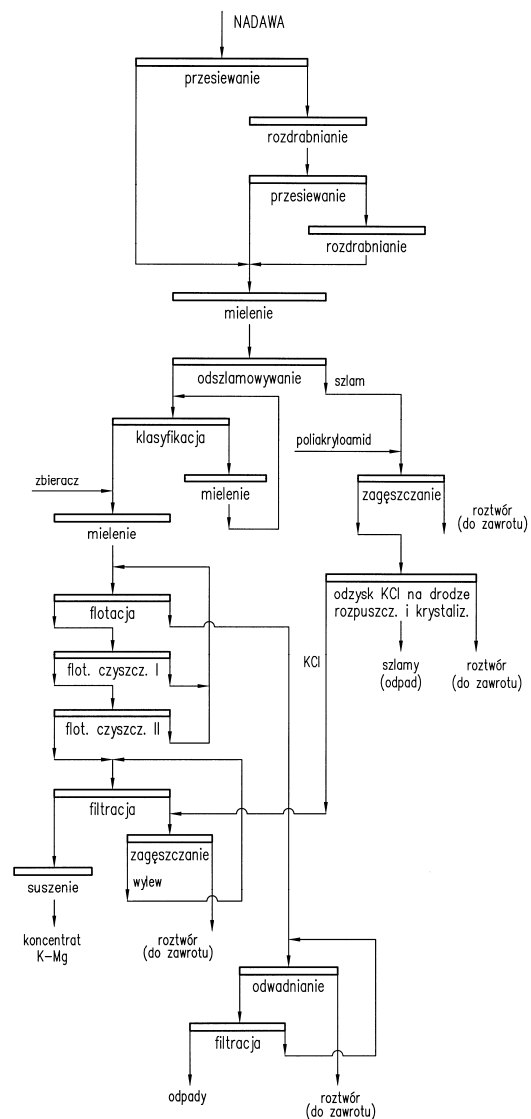 NADAWA
przesiewanie
rozdrabnianie
przesiewanie
rozdrabnianie
mielenie
odszlamowywanie
szlam
klasyfikacja
poliakryloamid
mielenie
zbieracz
zagęszczanie
roztwór
(do zawrotu)
mielenie
odzysk KCl na drodze
rozpuszcz. i krystaliz.
flotacja
KCl
szlamy
(odpad)
roztwór
(do zawrotu)
flot. czyszcz. I
flot. czyszcz. II
filtracja
zagęszczanie
wylew
suszenie
koncentrat
K-Mg
roztwór
(do zawrotu)
odwadnianie
filtracja
odpady
roztwór
(do zawrotu)